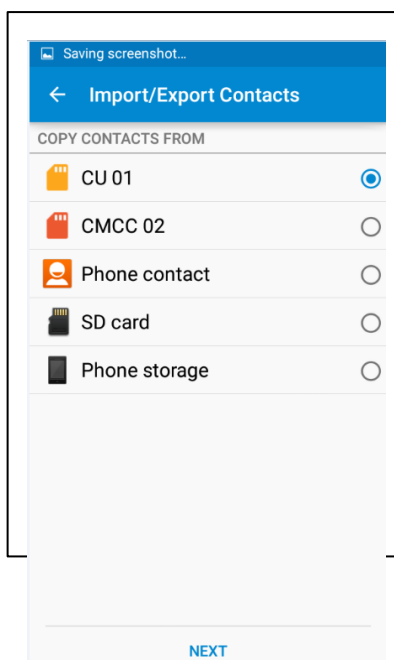 Saving screenshot...
Import/Export Contacts
COPY CONTACTS FROM
CU 01
CMCC 02
Phone contact
SD card
Phone storage
NEXT